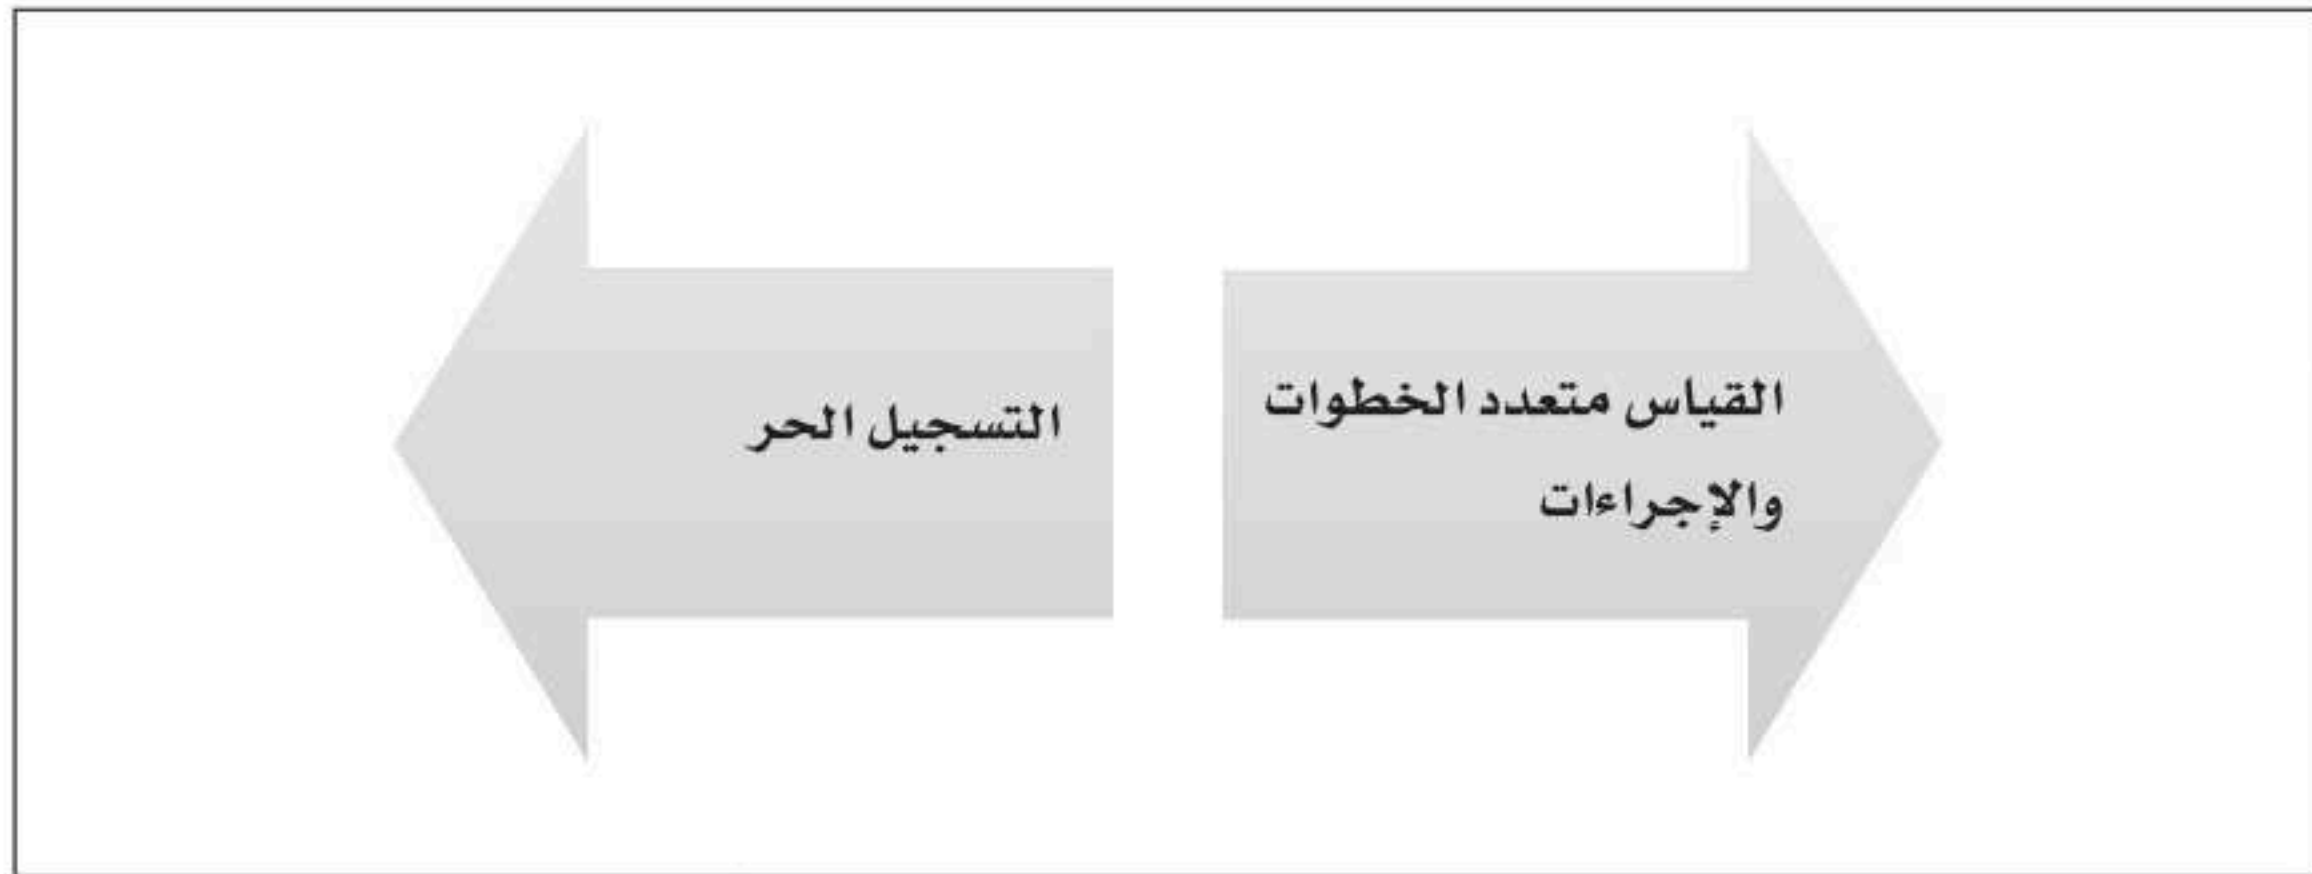 القياس متعدد الخطوات
والإجراءات
التسجيل الحر